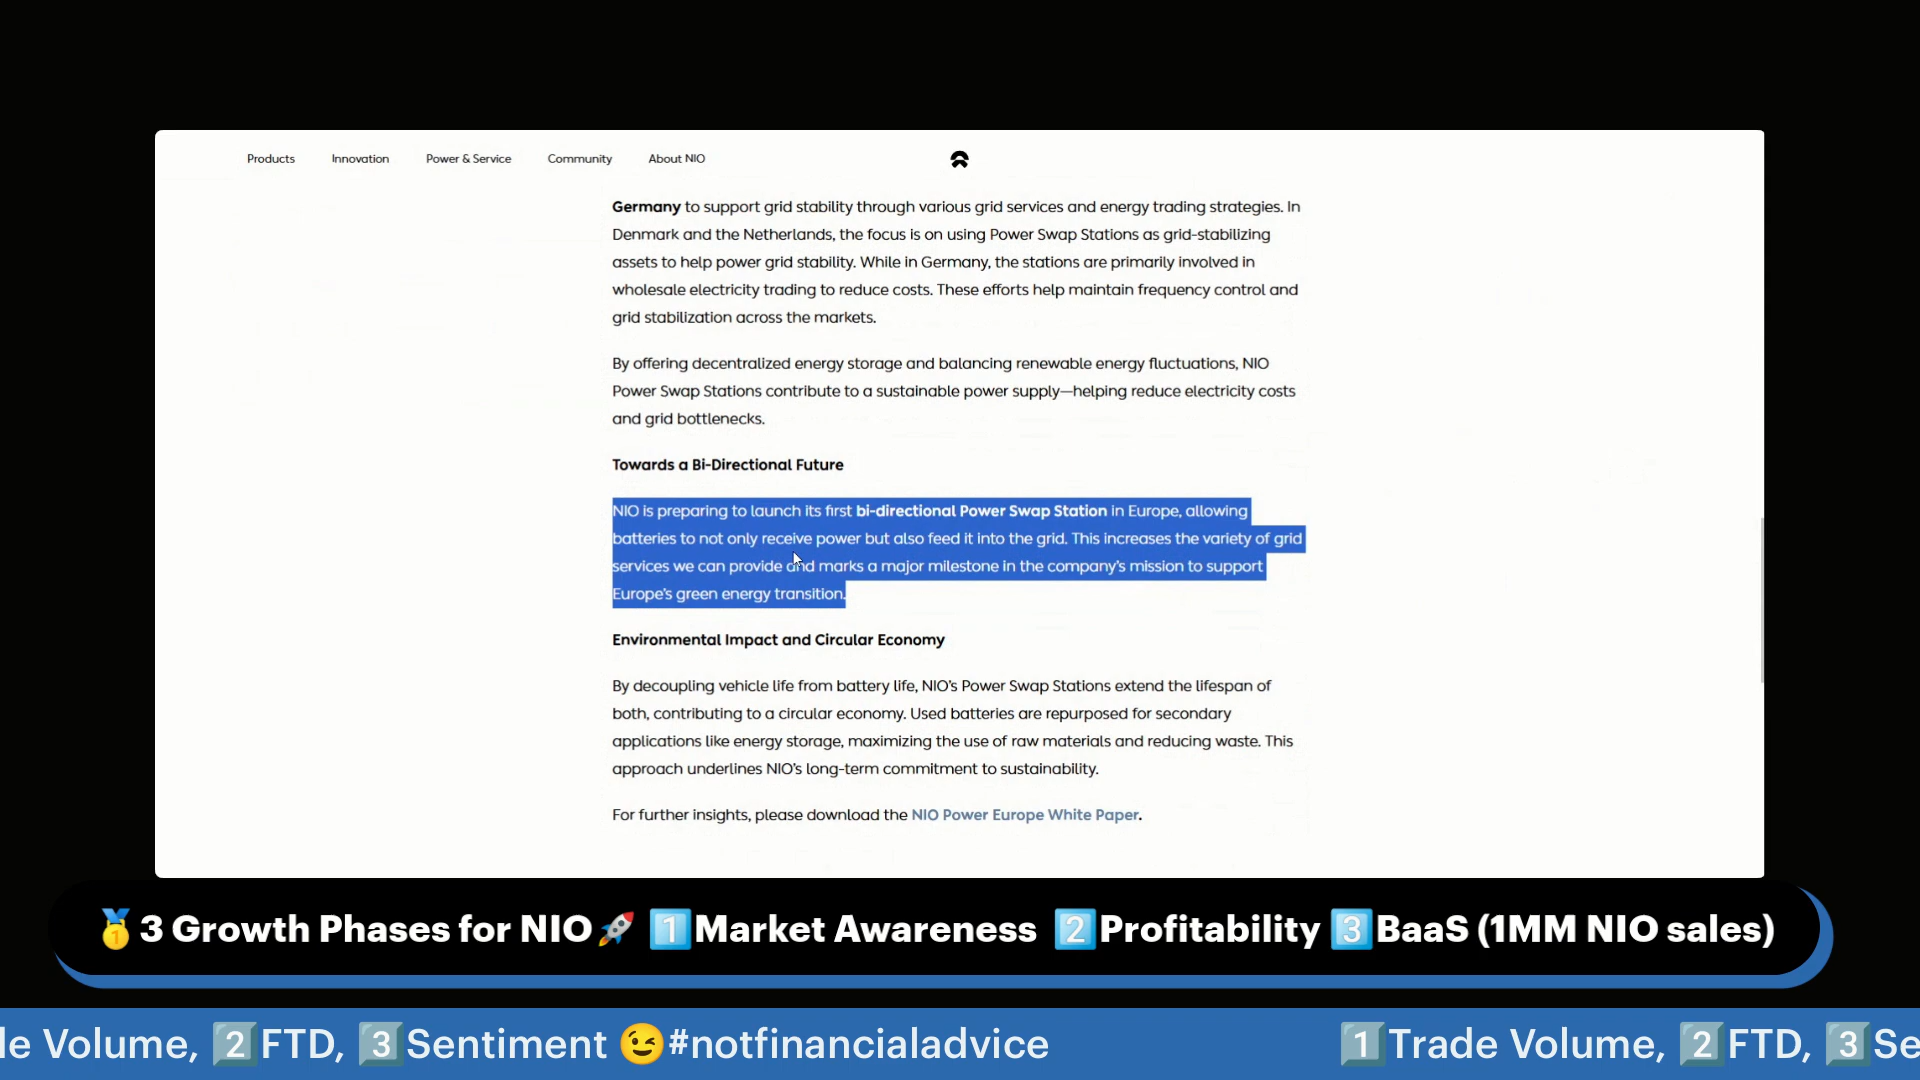 Products Innovation Power & Service Community About NIO
Germany to support grid stability through various grid services and energy trading strategies. In
Denmark and the Netherlands, the focus is on using Power Swap Stations as grid-stabilizing
assets to help power grid stability. While in Germany, the stations are primarily involved in
wholesale electricity trading to reduce costs. These efforts help maintain frequency control and
grid stabilization across the markets.
By offering decentralized energy storage and balancing renewable energy fluctuations, NIO
Power Swap Stations contribute to a sustainable power supply—helping reduce electricity costs
and grid bottlenecks.
Towards a Bi-Directional Future
NIO is preparing to launch its first bi-directional Power Swap Station in Europe, allowing
batteries to not only receive power but also feed it into the grid. This increases the variety of grid
services we can provide and marks a major milestone in the company's mission to support
Europe's green energy transition.
Environmental Impact and Circular Economy
By decoupling vehicle life from battery life, NIO's Power Swap Stations extend the lifespan of
both, contributing to a circular economy. Used batteries are repurposed for secondary
applications like energy storage, maximizing the use of raw materials and reducing waste. This
approach underlines NIO's long-term commitment to sustainability.
For further insights, please download the NIO Power Europe White Paper.
🥇3 Growth Phases for NIO🚀 1️⃣Market Awareness 2️⃣Profitability 3️⃣BaaS (1MM NIO sales)
le Volume, 2️⃣FTD, 3️⃣Sentiment 😉#notfinancialadvice 1️⃣Trade Volume, 2️⃣FTD, 3️⃣Se